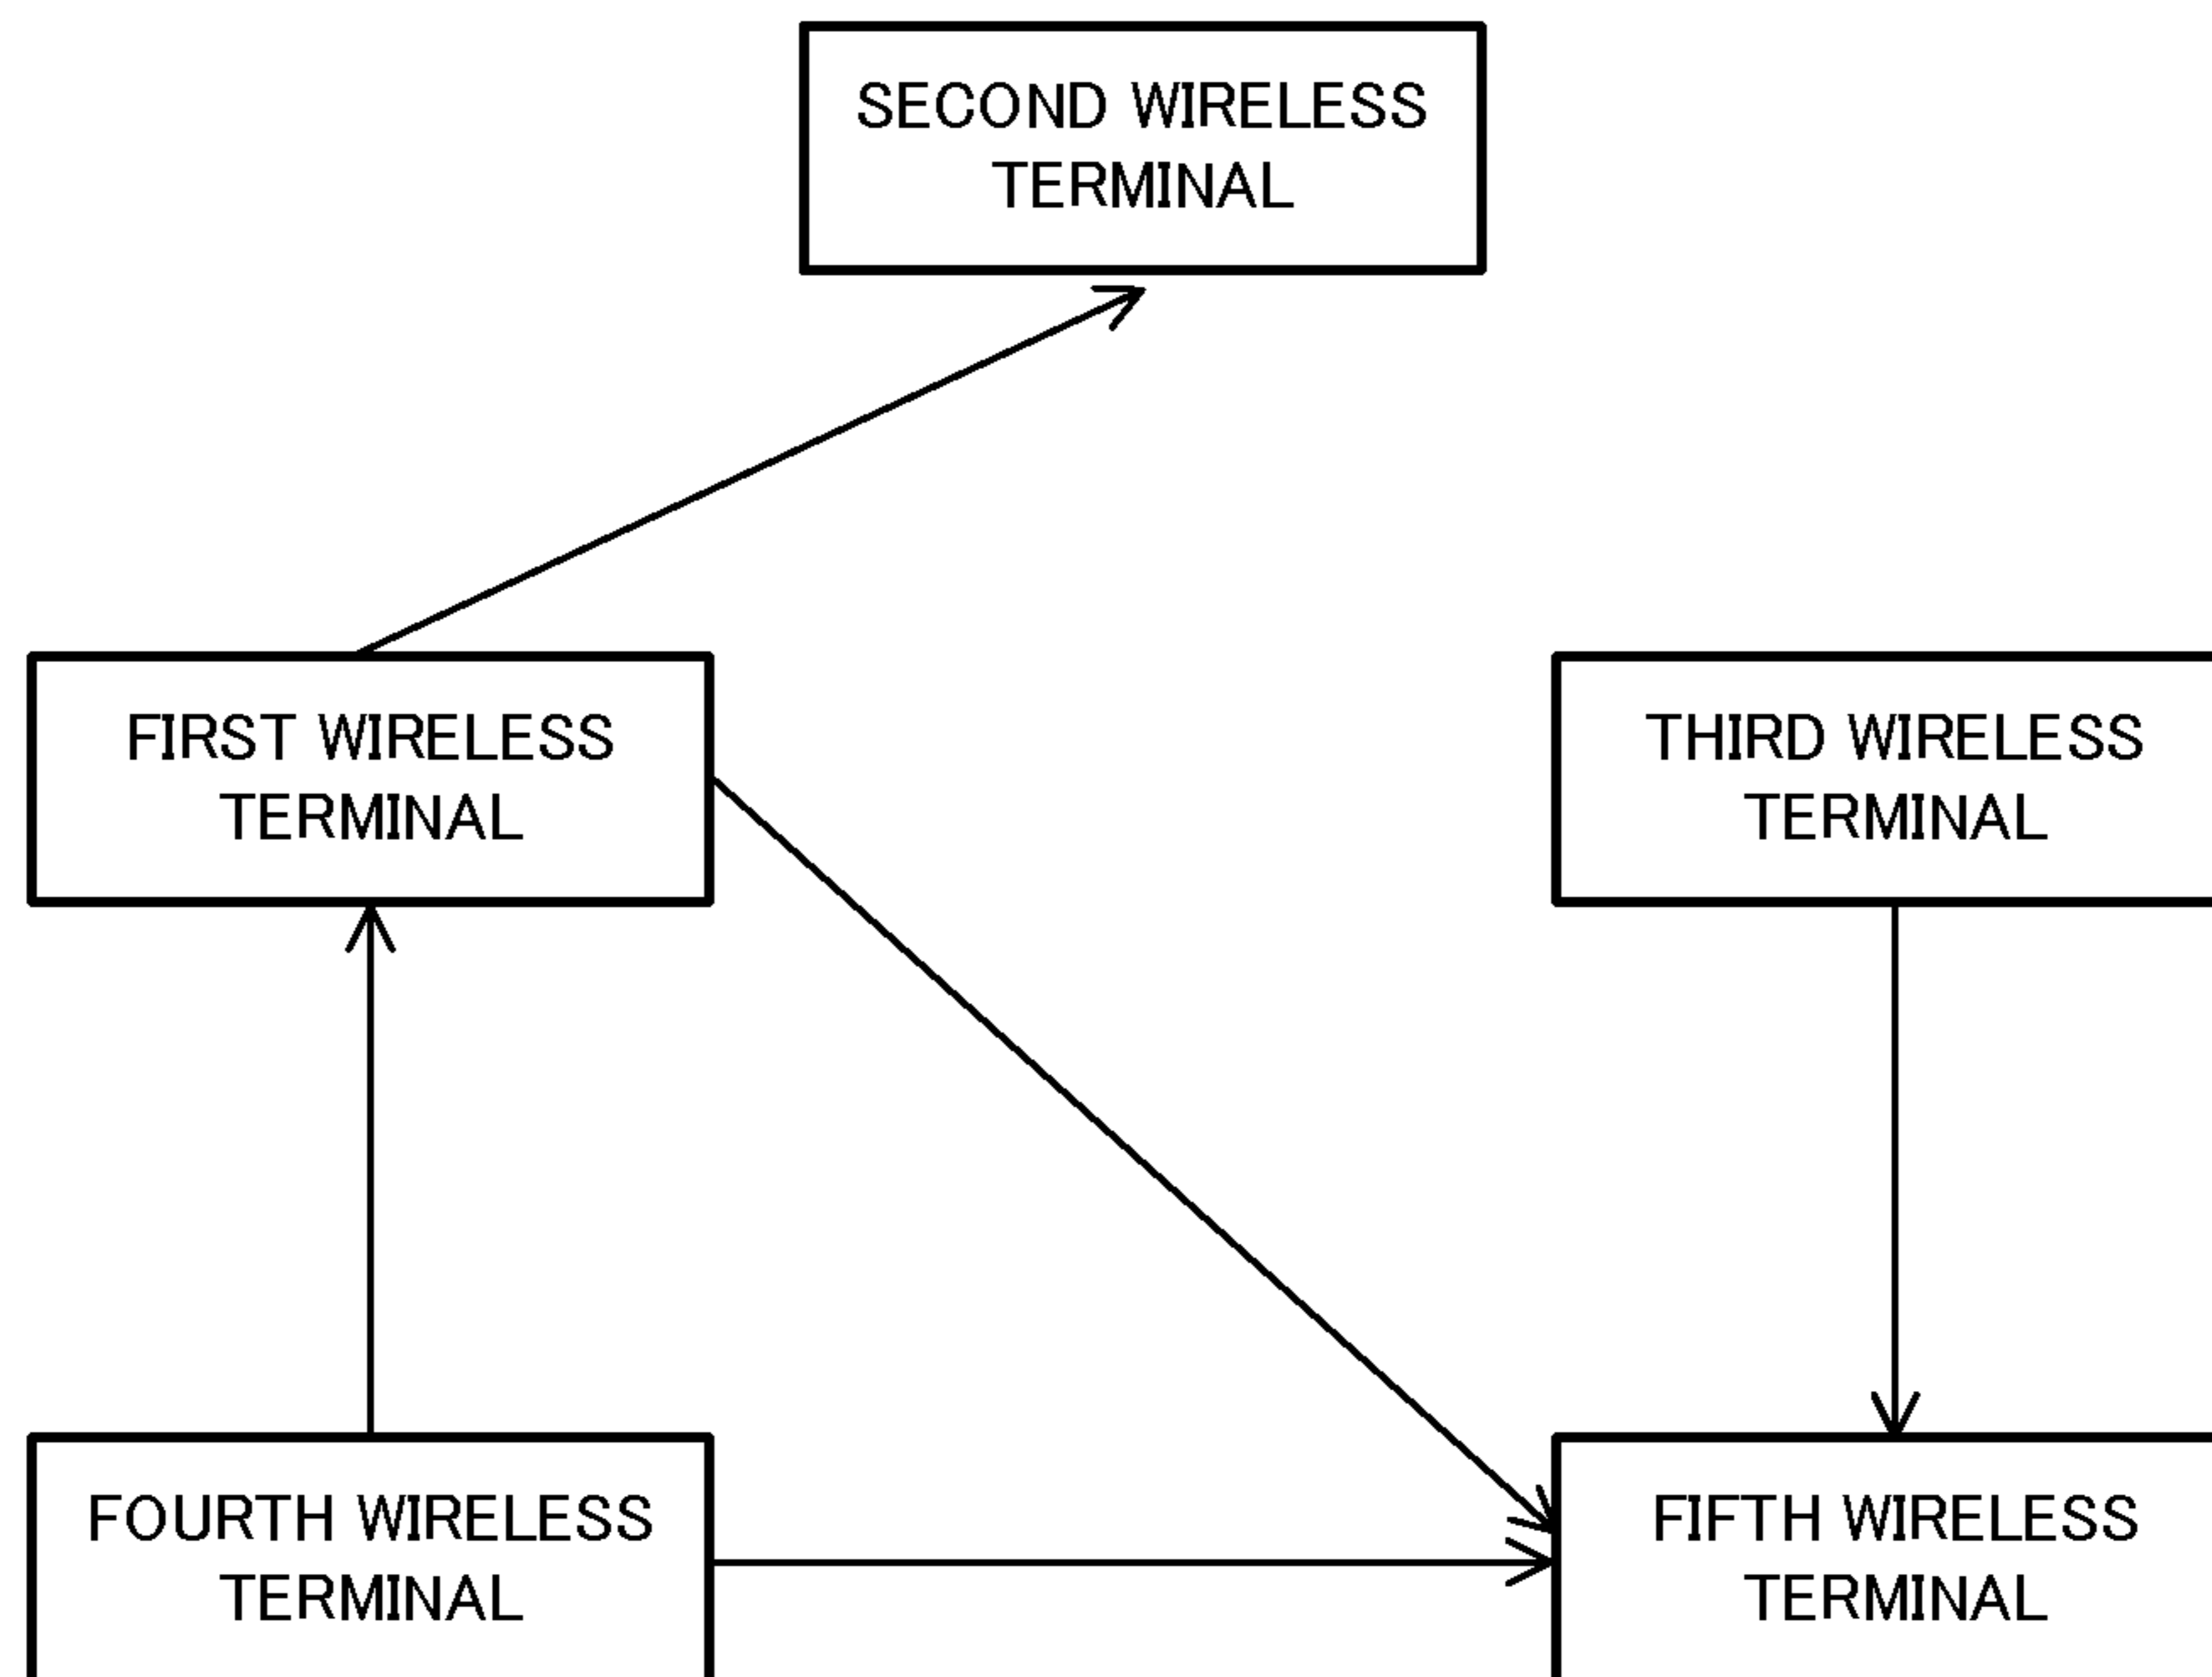 SECOND WIRELESS
TERMINAL
FIRST WIRELESS
TERMINAL
THIRD WIRELESS
TERMINAL
FOURTH WIRELESS
TERMINAL
FIFTH WIRELESS
TERMINAL